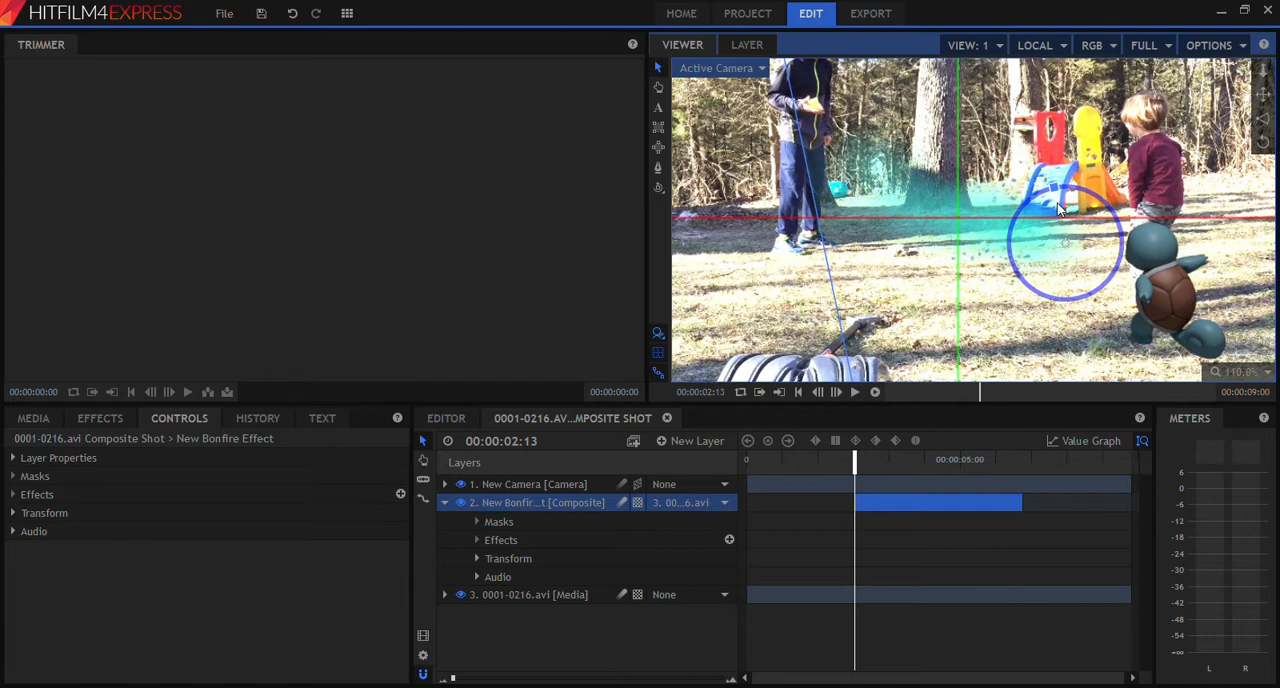 HITFILM4EXPRESS File HOME PROJECT EDIT EXPORT
TRIMMER
VIEWER LAYER VIEW: 1 LOCAL RGB FULL OPTIONS
Active Camera
A
110.0%
00:00:00:00 00:00:00:00
00:00:02:13 00:00:09:00
MEDIA EFFECTS CONTROLS HISTORY TEXT
0001-0216.avi Composite Shot > New Bonfire Effect
Layer Properties
Masks
Effects
Transform
Audio
EDITOR 0001-0216.AV...MPOSITE SHOT
00:00:02:13 New Layer Value Graph
Layers 0 00:00:05:00
1. New Camera [Camera] None
2. New Bonfir...t [Composite] 3. 00...6.avi
Masks
Effects
Transform
Audio
3. 0001-0216.avi [Media] None
METERS
6
0
-6
-12
-18
-24
-30
-36
-42
-48
-54
-∞
L R